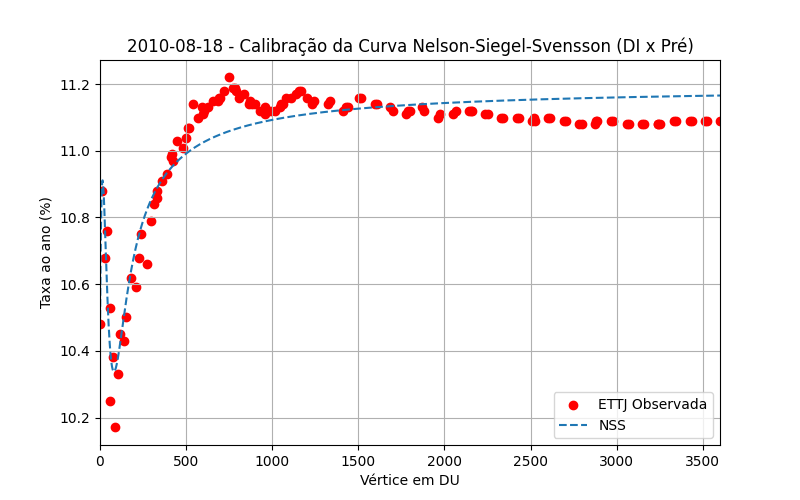 2010-08-18 - Calibração da Curva Nelson-Siegel-Svensson (DI x Pré)
Taxa ao ano (%)
11.2
11.0
10.8
10.6
10.4
10.2
ETTJ Observada
NSS
0 500 1000 1500 2000 2500 3000 3500
Vértice em DU